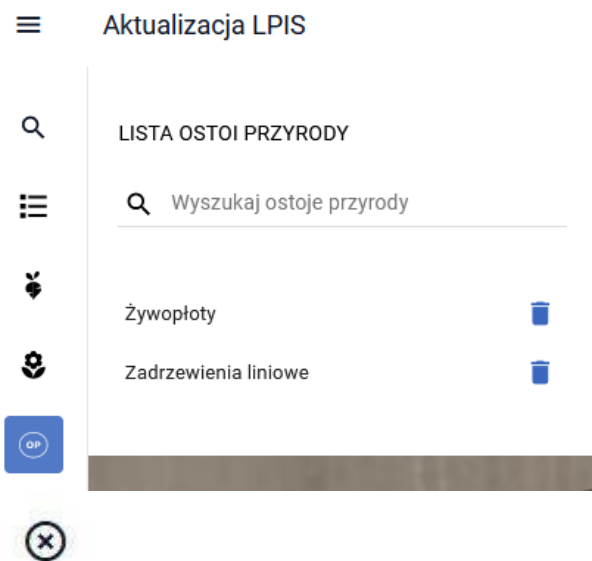 Aktualizacja LPIS
LISTA OSTOI PRZYRODY
Wyszukaj ostoje przyrody
Żywopłoty
Zadrzewienia liniowe
OP